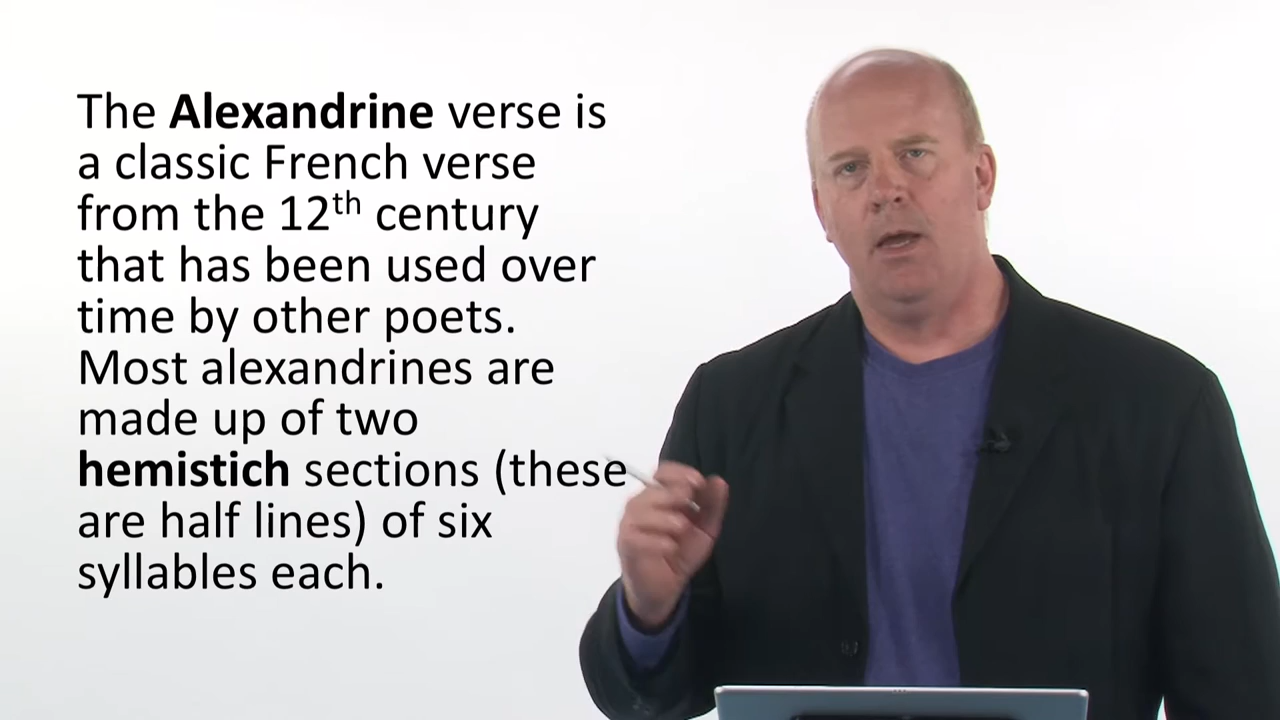 The Alexandrine verse is
a classic French verse
from the 12th century
that has been used over
time by other poets.
Most alexandrines are
made up of two
hemistich sections (these
are half lines) of six
syllables each.